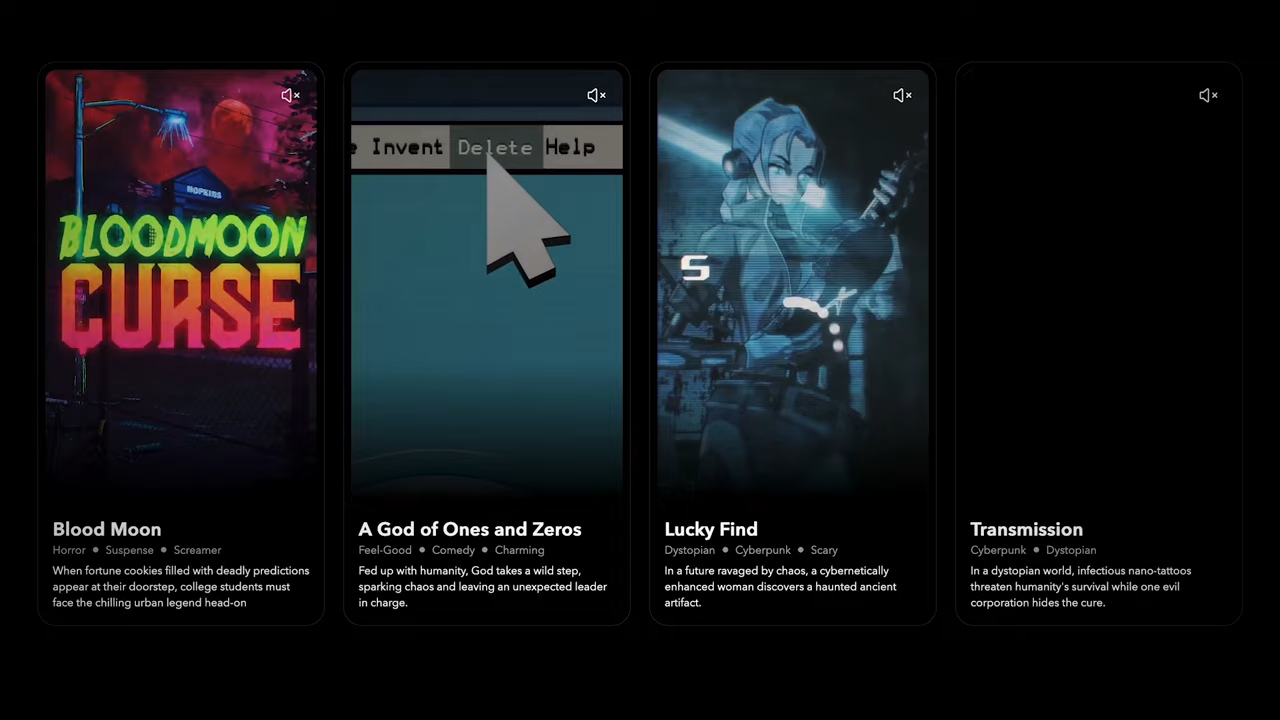 HOPKINS
BLOODMOON
CURSE
Blood Moon
Horror • Suspense • Screamer
When fortune cookies filled with deadly predictions
appear at their doorstep, college students must
face the chilling urban legend head-on
e Invent Delete Help
A God of Ones and Zeros
Feel-Good • Comedy • Charming
Fed up with humanity, God takes a wild step,
sparking chaos and leaving an unexpected leader
in charge.
S
Lucky Find
Dystopian • Cyberpunk • Scary
In a future ravaged by chaos, a cybernetically
enhanced woman discovers a haunted ancient
artifact.
Transmission
Cyberpunk • Dystopian
In a dystopian world, infectious nano-tattoos
threaten humanity's survival while one evil
corporation hides the cure.